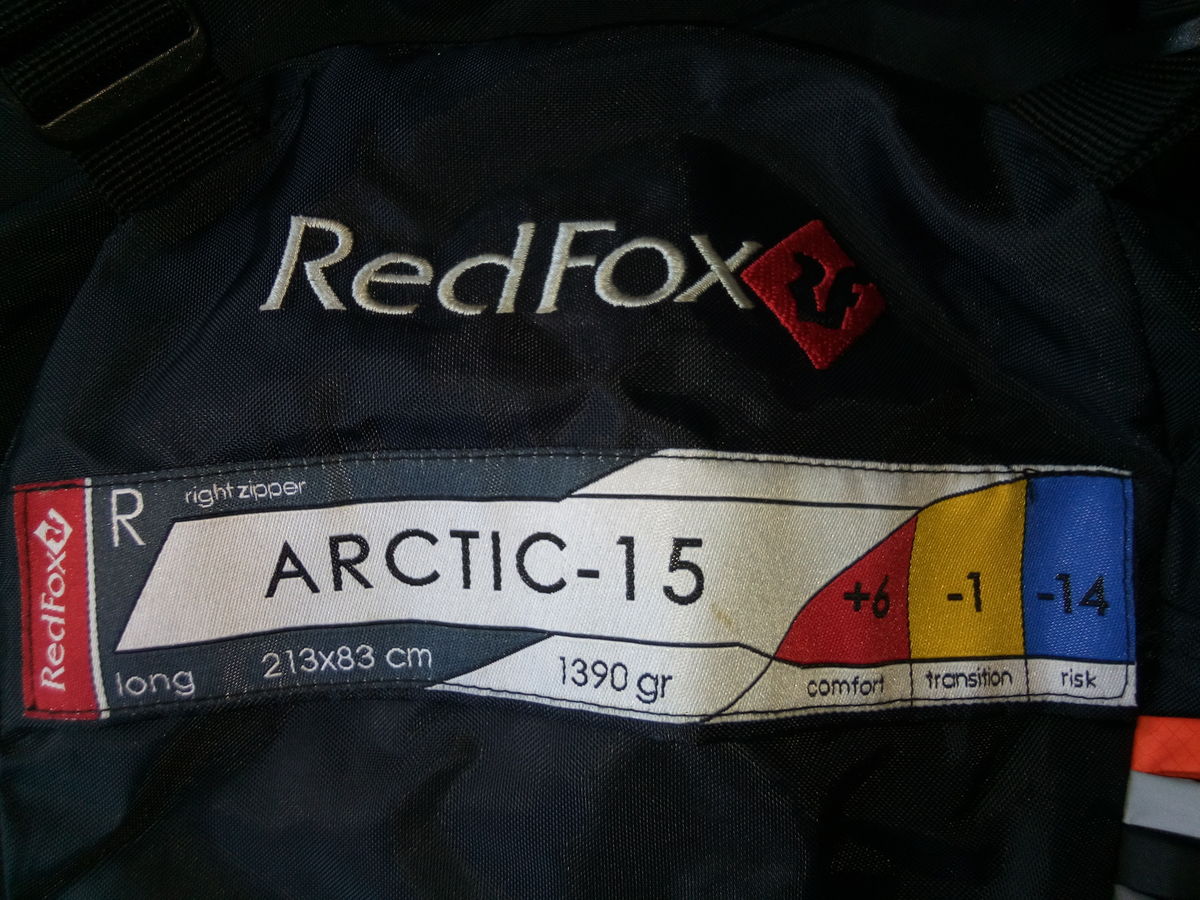 RedFox
RedFox
R
right zipper
ARCTIC-15
+6
-1
-14
long
213x83 cm
1390 gr
comfort
transition
risk